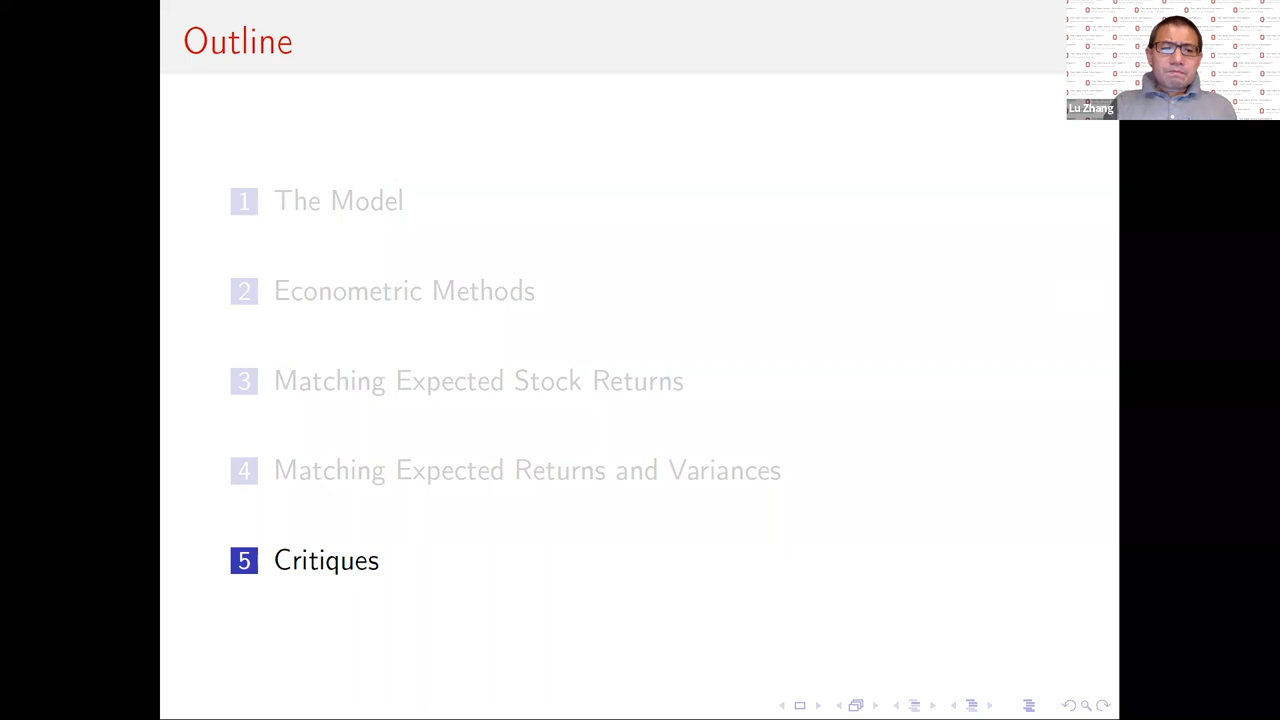 Outline
Lu Zhang
1 The Model
2 Econometric Methods
3 Matching Expected Stock Returns
4 Matching Expected Returns and Variances
5 Critiques